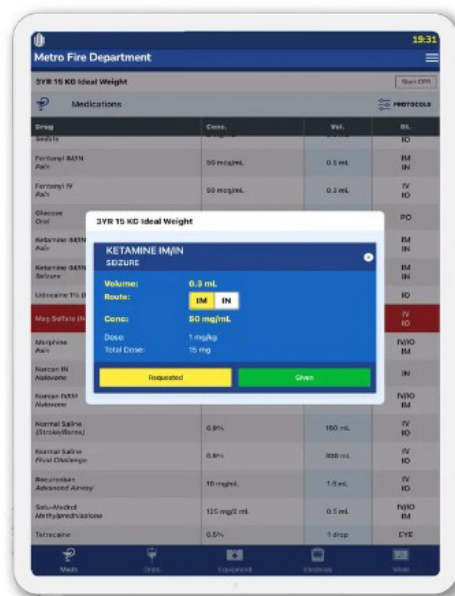 19:31
Metro Fire Department
3YR 15 KG Ideal Weight
Start CPR
Medications
PROTOCOLS
Drug Conc. Vol. Rt.
IO
Fentanyl IM/IN 50 mcg/mL 0.5 mL IM
Pain IN
Fentanyl IV 50 mcg/mL 0.3 mL IV
Pain IO
Glucose PO
Oral
Ketamine IM/IN IM
Pain IN
Ketamine IM/IN IM
Seizure IN
Lidocaine 1% IO
Mag Sulfate IV
IO
Morphine IV/IO
Pain IM
Narcan IN IN
Naloxone
Narcan IV/IM IV/IO
Naloxone IM
Normal Saline 0.9% 150 mL IV
(Stroke/Burns) IO
Normal Saline 0.9% 300 mL IV
Fluid Challenge IO
Rocuronium 10 mg/mL 1.5 mL IV
Advanced Airway IO
Solu-Medrol 125 mg/2 mL 0.5 mL IV/IO
Methylprednisolone IM
Tetracaine 0.5% 1 drop EYE
3YR 15 KG Ideal Weight
KETAMINE IM/IN
SEIZURE
Volume: 0.3 mL
Route: IM IN
Conc: 50 mg/mL
Dose: 1 mg/kg
Total Dose: 15 mg
Requested Given
Meds Drips Equipment Electrical Vitals